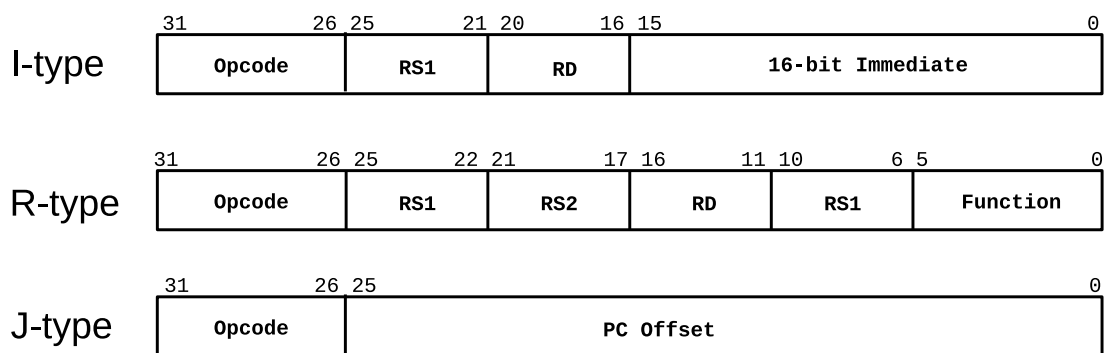 31 26 25 21 20 16 15 0
I-type Opcode RS1 RD 16-bit Immediate
31 26 25 22 21 17 16 11 10 6 5 0
R-type Opcode RS1 RS2 RD RS1 Function
31 26 25 0
J-type Opcode PC Offset